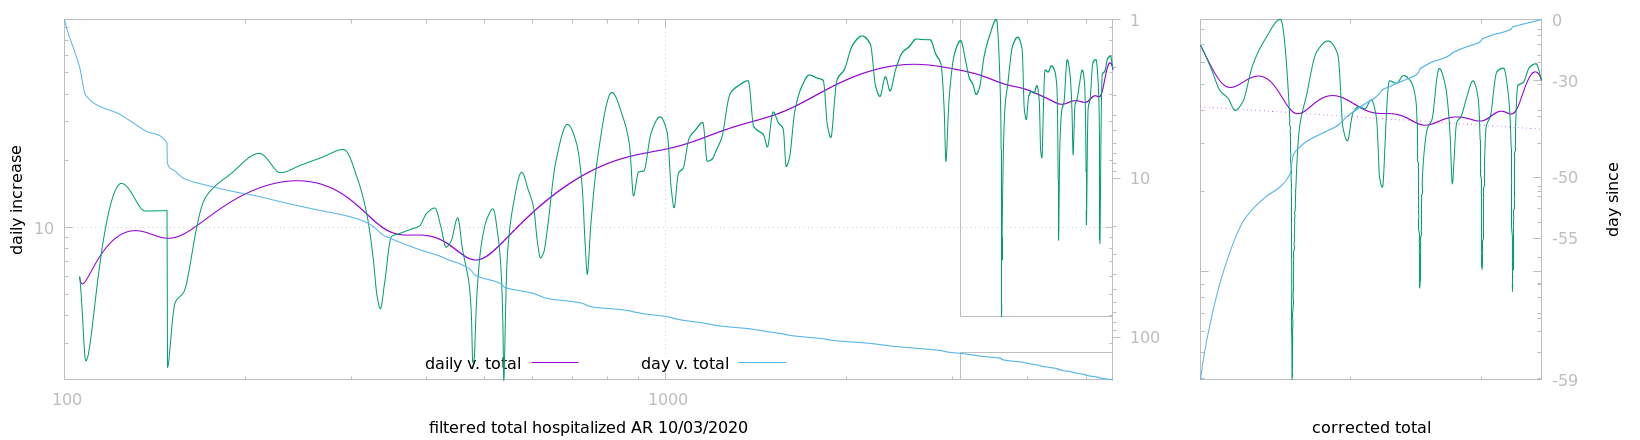 1
0
-30
daily increase
10
10
-50
-55
day since
100
-59
daily v. total
day v. total
100
1000
filtered total hospitalized AR 10/03/2020
corrected total